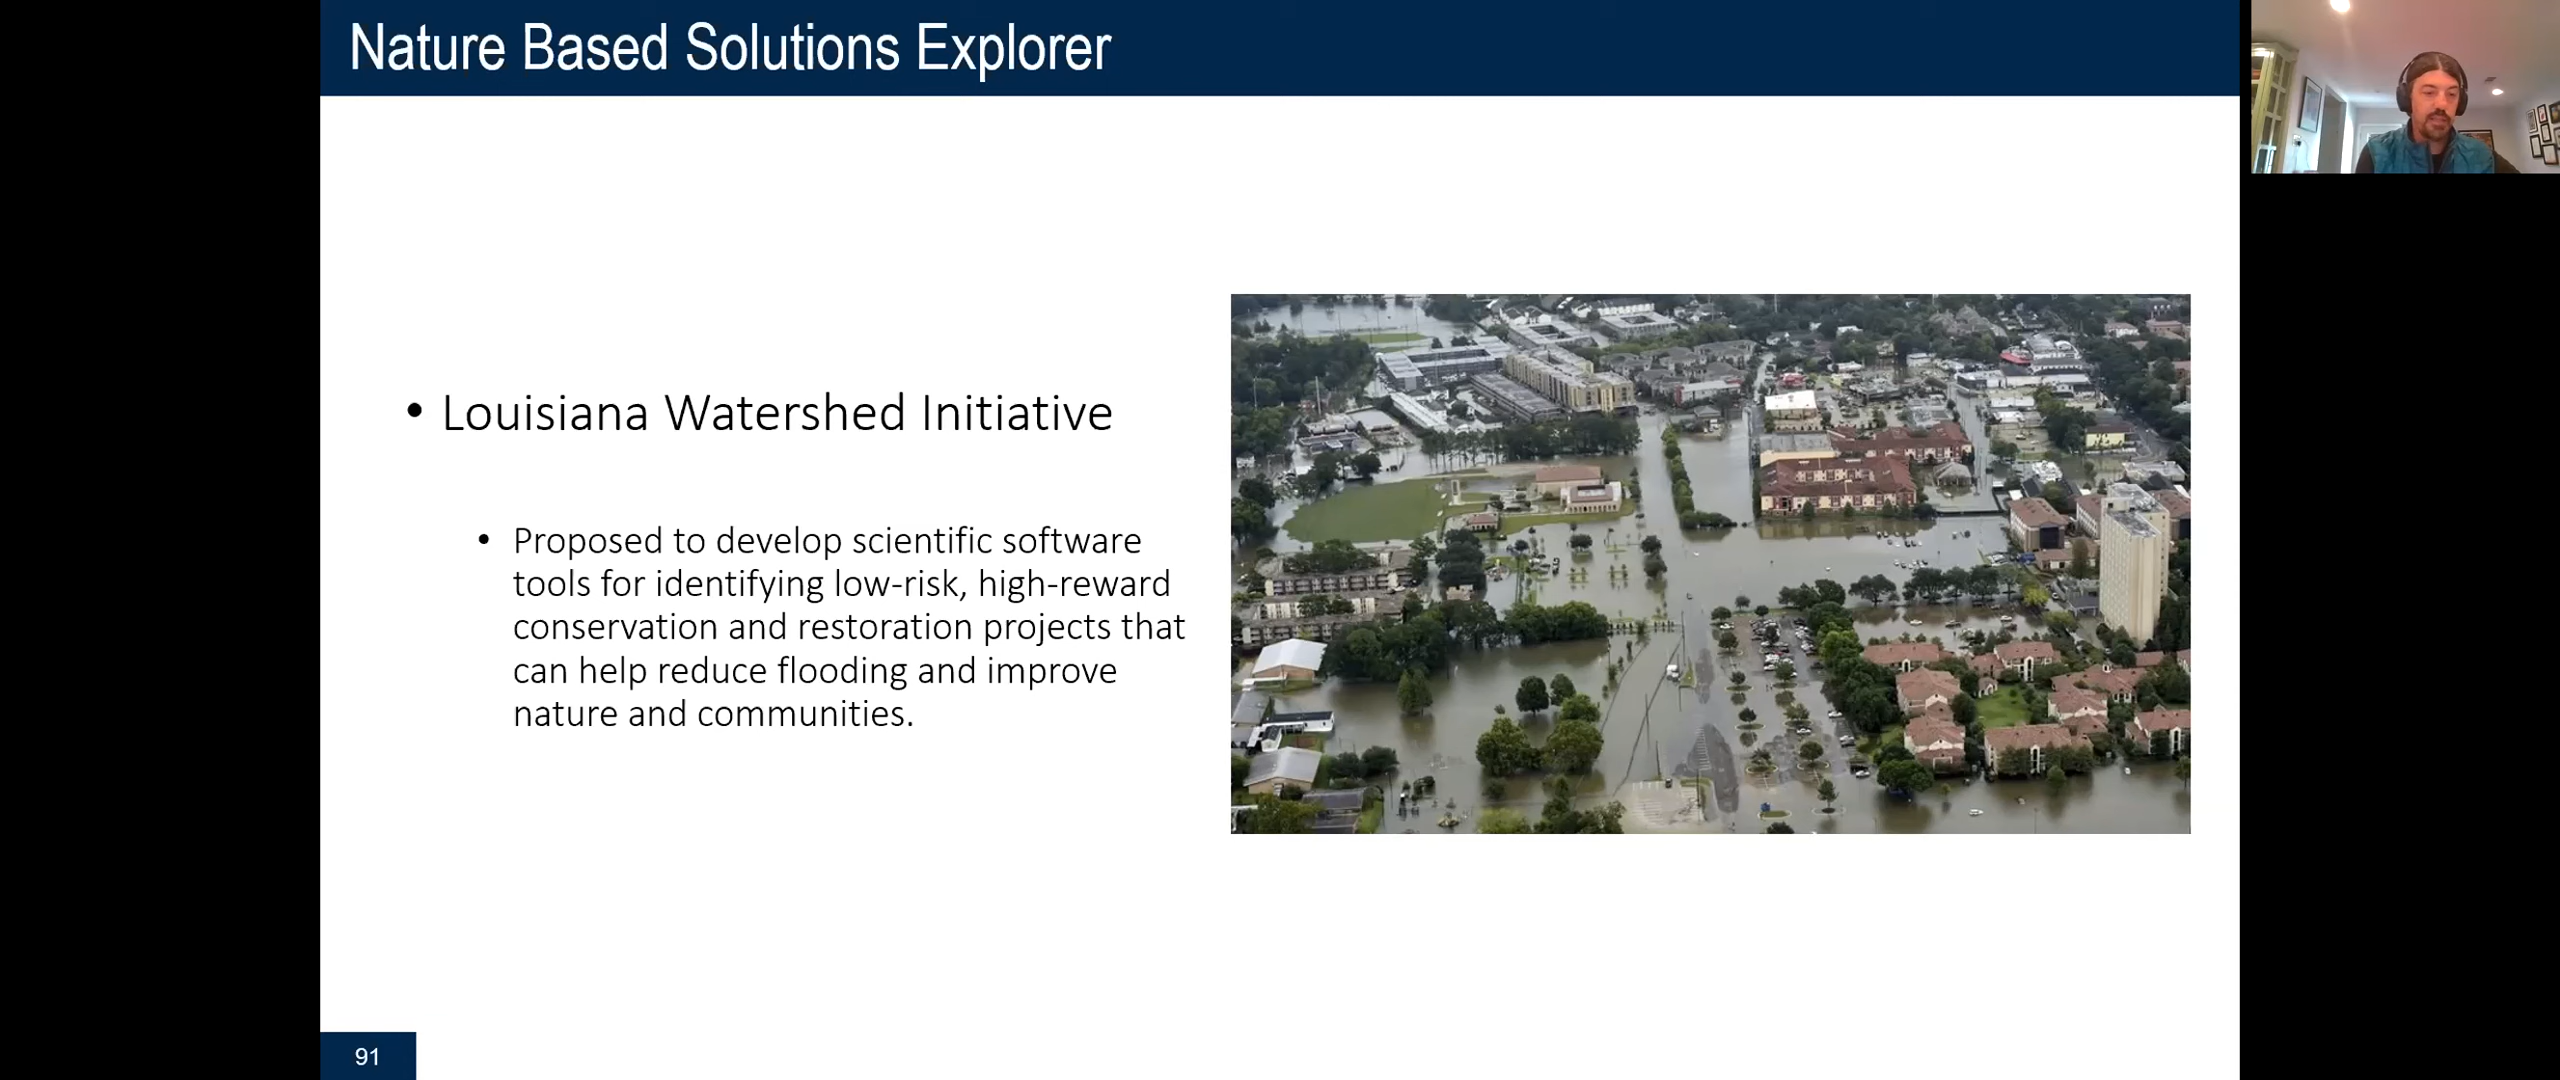 Nature Based Solutions Explorer
• Louisiana Watershed Initiative
• Proposed to develop scientific software
tools for identifying low-risk, high-reward
conservation and restoration projects that
can help reduce flooding and improve
nature and communities.
91